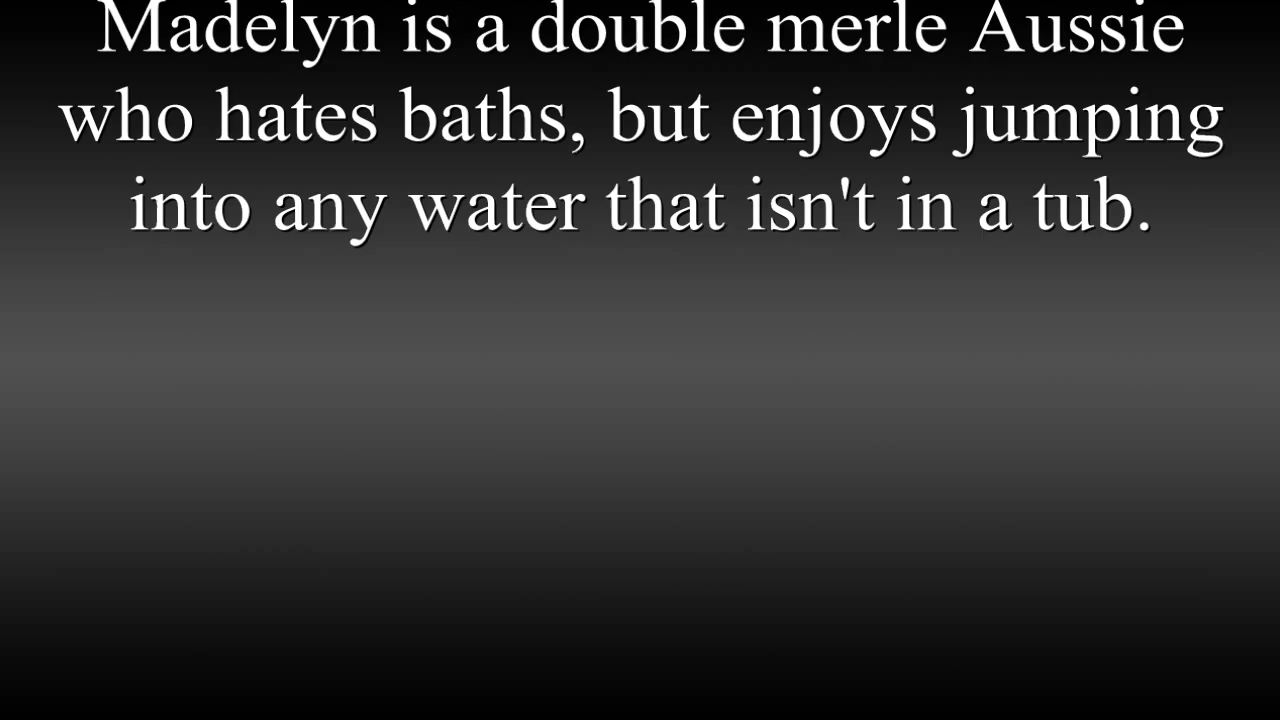 Madelyn is a double merle Aussie
who hates baths, but enjoys jumping
into any water that isn't in a tub.